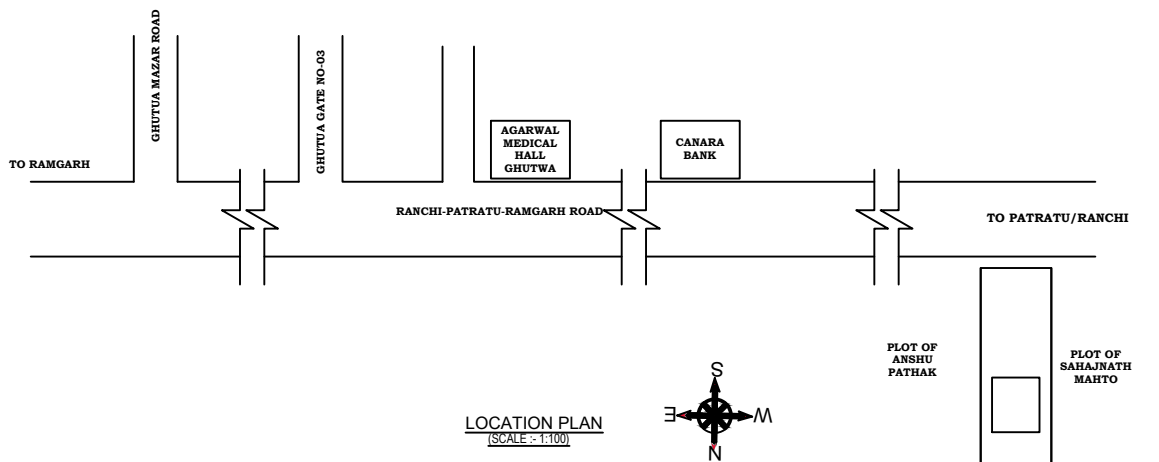 GHUTUA MAZAR ROAD
GHUTUA GATE NO-03
AGARWAL
MEDICAL
HALL
GHUTWA
CANARA
BANK
TO RAMGARH
RANCHI-PATRATU-RAMGARH ROAD
TO PATRATU/RANCHI
PLOT OF
ANSHU
PATHAK
PLOT OF
SAHAJNATH
MAHTO
LOCATION PLAN
(SCALE :- 1:100)
S
E
W
N